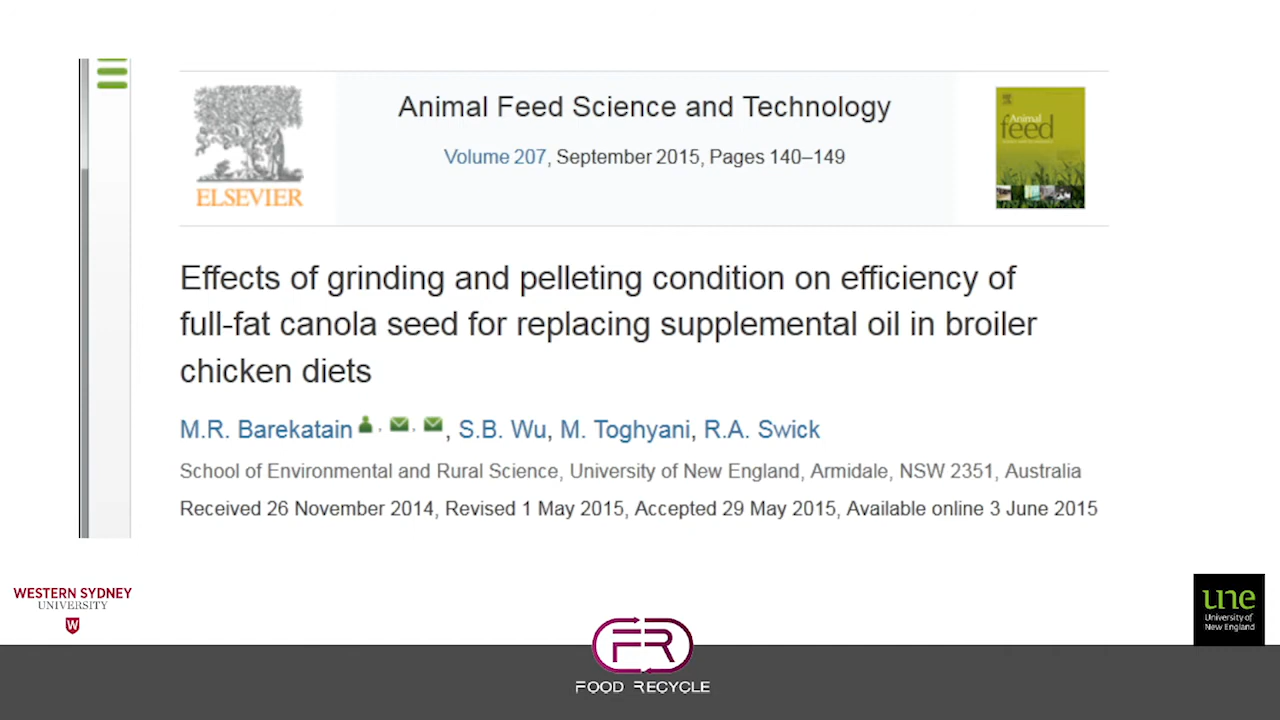 Animal Feed Science and Technology
Volume 207, September 2015, Pages 140–149
ELSEVIER
Animal
feed
Effects of grinding and pelleting condition on efficiency of
full-fat canola seed for replacing supplemental oil in broiler
chicken diets
M.R. Barekatain , , , S.B. Wu, M. Toghyani, R.A. Swick
School of Environmental and Rural Science, University of New England, Armidale, NSW 2351, Australia
Received 26 November 2014, Revised 1 May 2015, Accepted 29 May 2015, Available online 3 June 2015
WESTERN SYDNEY
UNIVERSITY
W
une
University of
New England
FR
FOOD RECYCLE